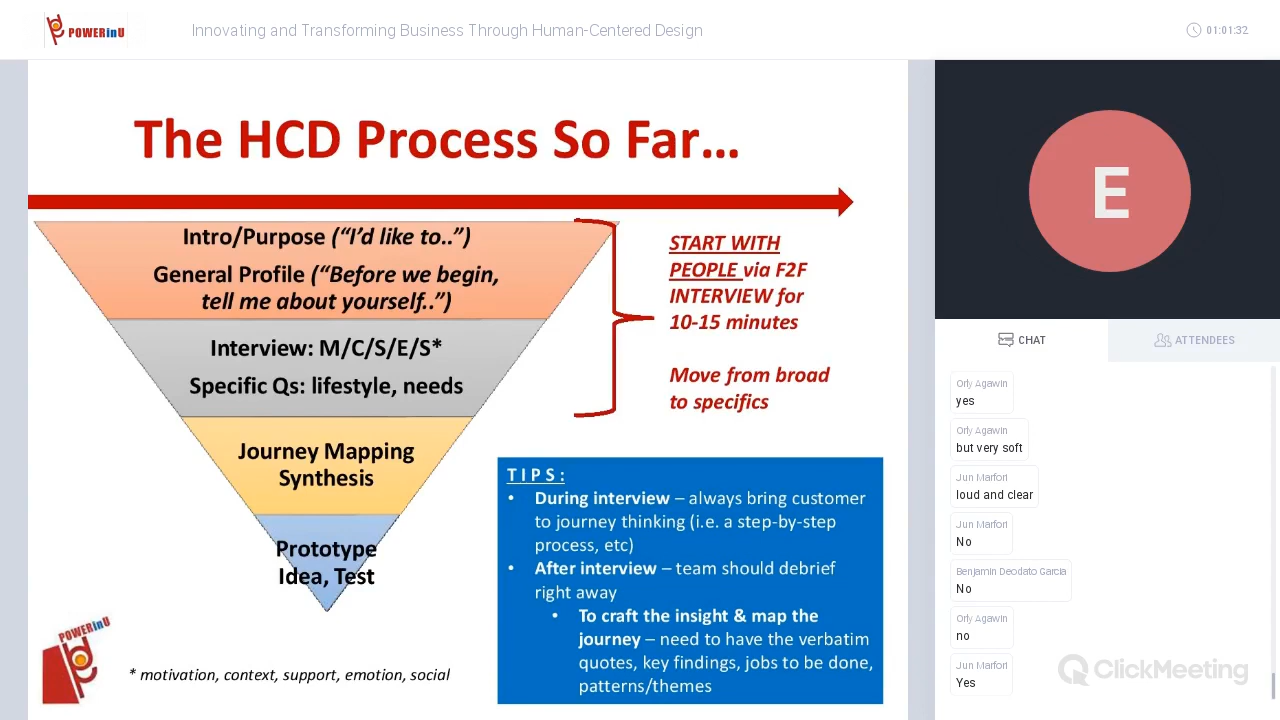 POWERinU
Innovating and Transforming Business Through Human-Centered Design
01:01:32
The HCD Process So Far...
Intro/Purpose (“I’d like to..”)
General Profile (“Before we begin,
tell me about yourself..”)
Interview: M/C/S/E/S*
Specific Qs: lifestyle, needs
Journey Mapping
Synthesis
Prototype
Idea, Test
START WITH
PEOPLE via F2F
INTERVIEW for
10-15 minutes
Move from broad
to specifics
TIPS:
• During interview – always bring customer
to journey thinking (i.e. a step-by-step
process, etc)
• After interview – team should debrief
right away
• To craft the insight & map the
journey – need to have the verbatim
quotes, key findings, jobs to be done,
patterns/themes
POWERinU
* motivation, context, support, emotion, social
E
CHAT
ATTENDEES
Orly Agawin
yes
Orly Agawin
but very soft
Jun Marfori
loud and clear
Jun Marfori
No
Benjamin Deodato Garcia
No
Orly Agawin
no
Jun Marfori
Yes
ClickMeeting